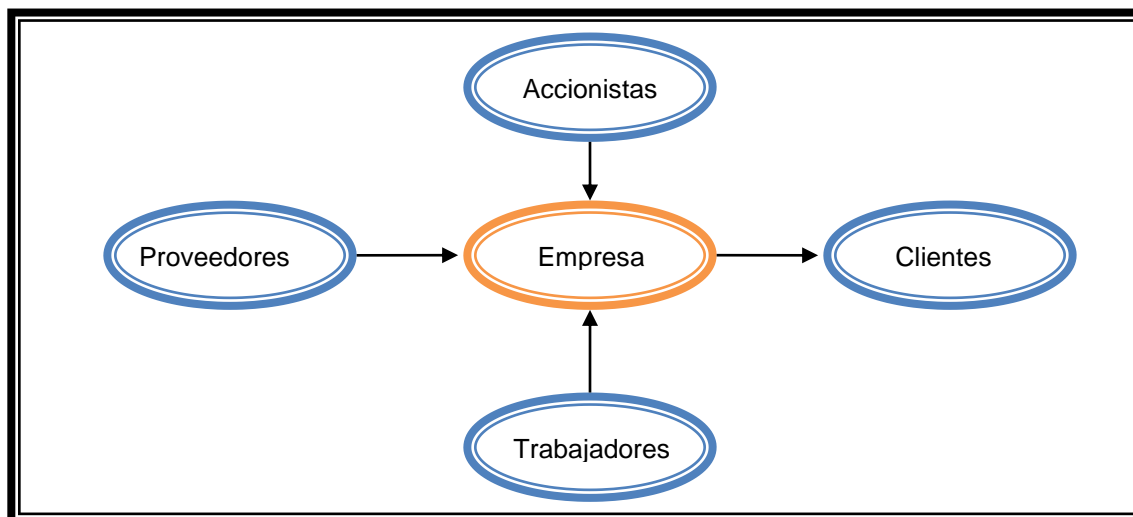 Accionistas
Proveedores
Empresa
Clientes
Trabajadores